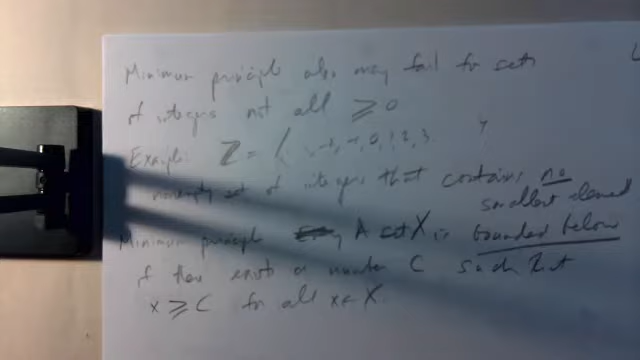 Minimum principle also may fail for sets
of integers not all ≥ 0
Example: Z = { , -2, -1, 0, 1, 2, 3
nonempty set of integers that contains no
smallest element
Minimum principle A set X is bounded below
if there exists a number C such that
x ≥ C for all x ∈ X.